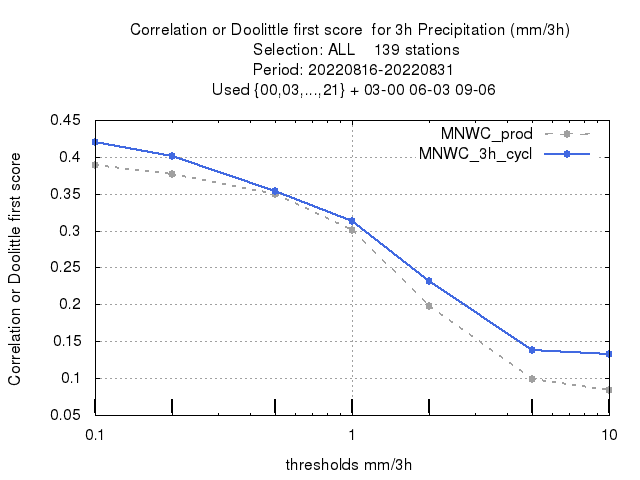 Correlation or Doolittle first score  for 3h Precipitation (mm/3h)
Selection: ALL    139 stations
Period: 20220816-20220831
Used {00,03,...,21} + 03-00 06-03 09-06
MNWC_prod
MNWC_3h_cycl
0.45
0.4
0.35
0.3
0.25
0.2
0.15
0.1
0.05
Correlation or Doolittle first score
0.1
1
10
thresholds mm/3h